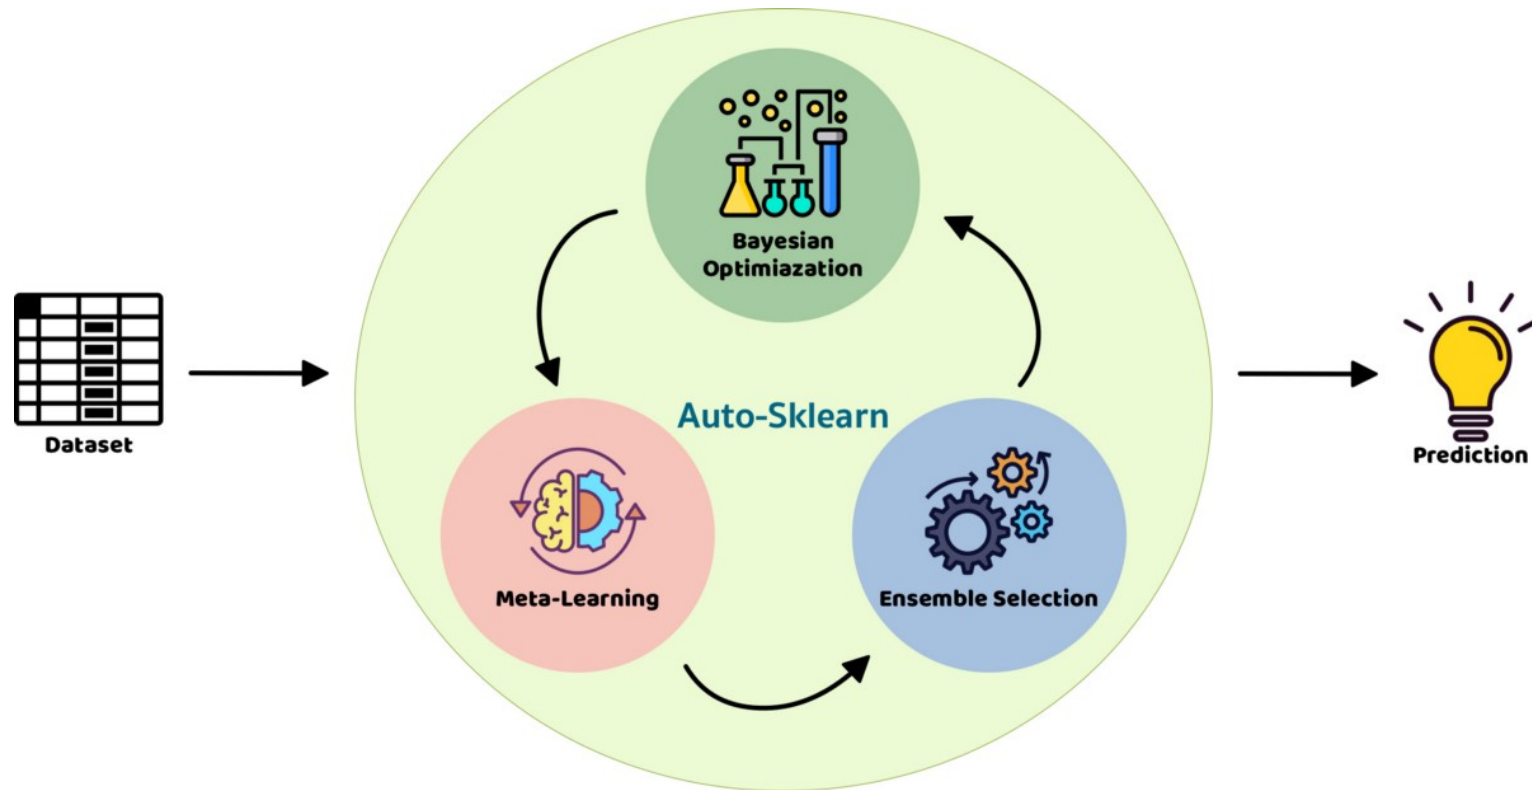 Bayesian
Optimiazation
Auto-Sklearn
Dataset
Prediction
Meta-Learning
Ensemble Selection